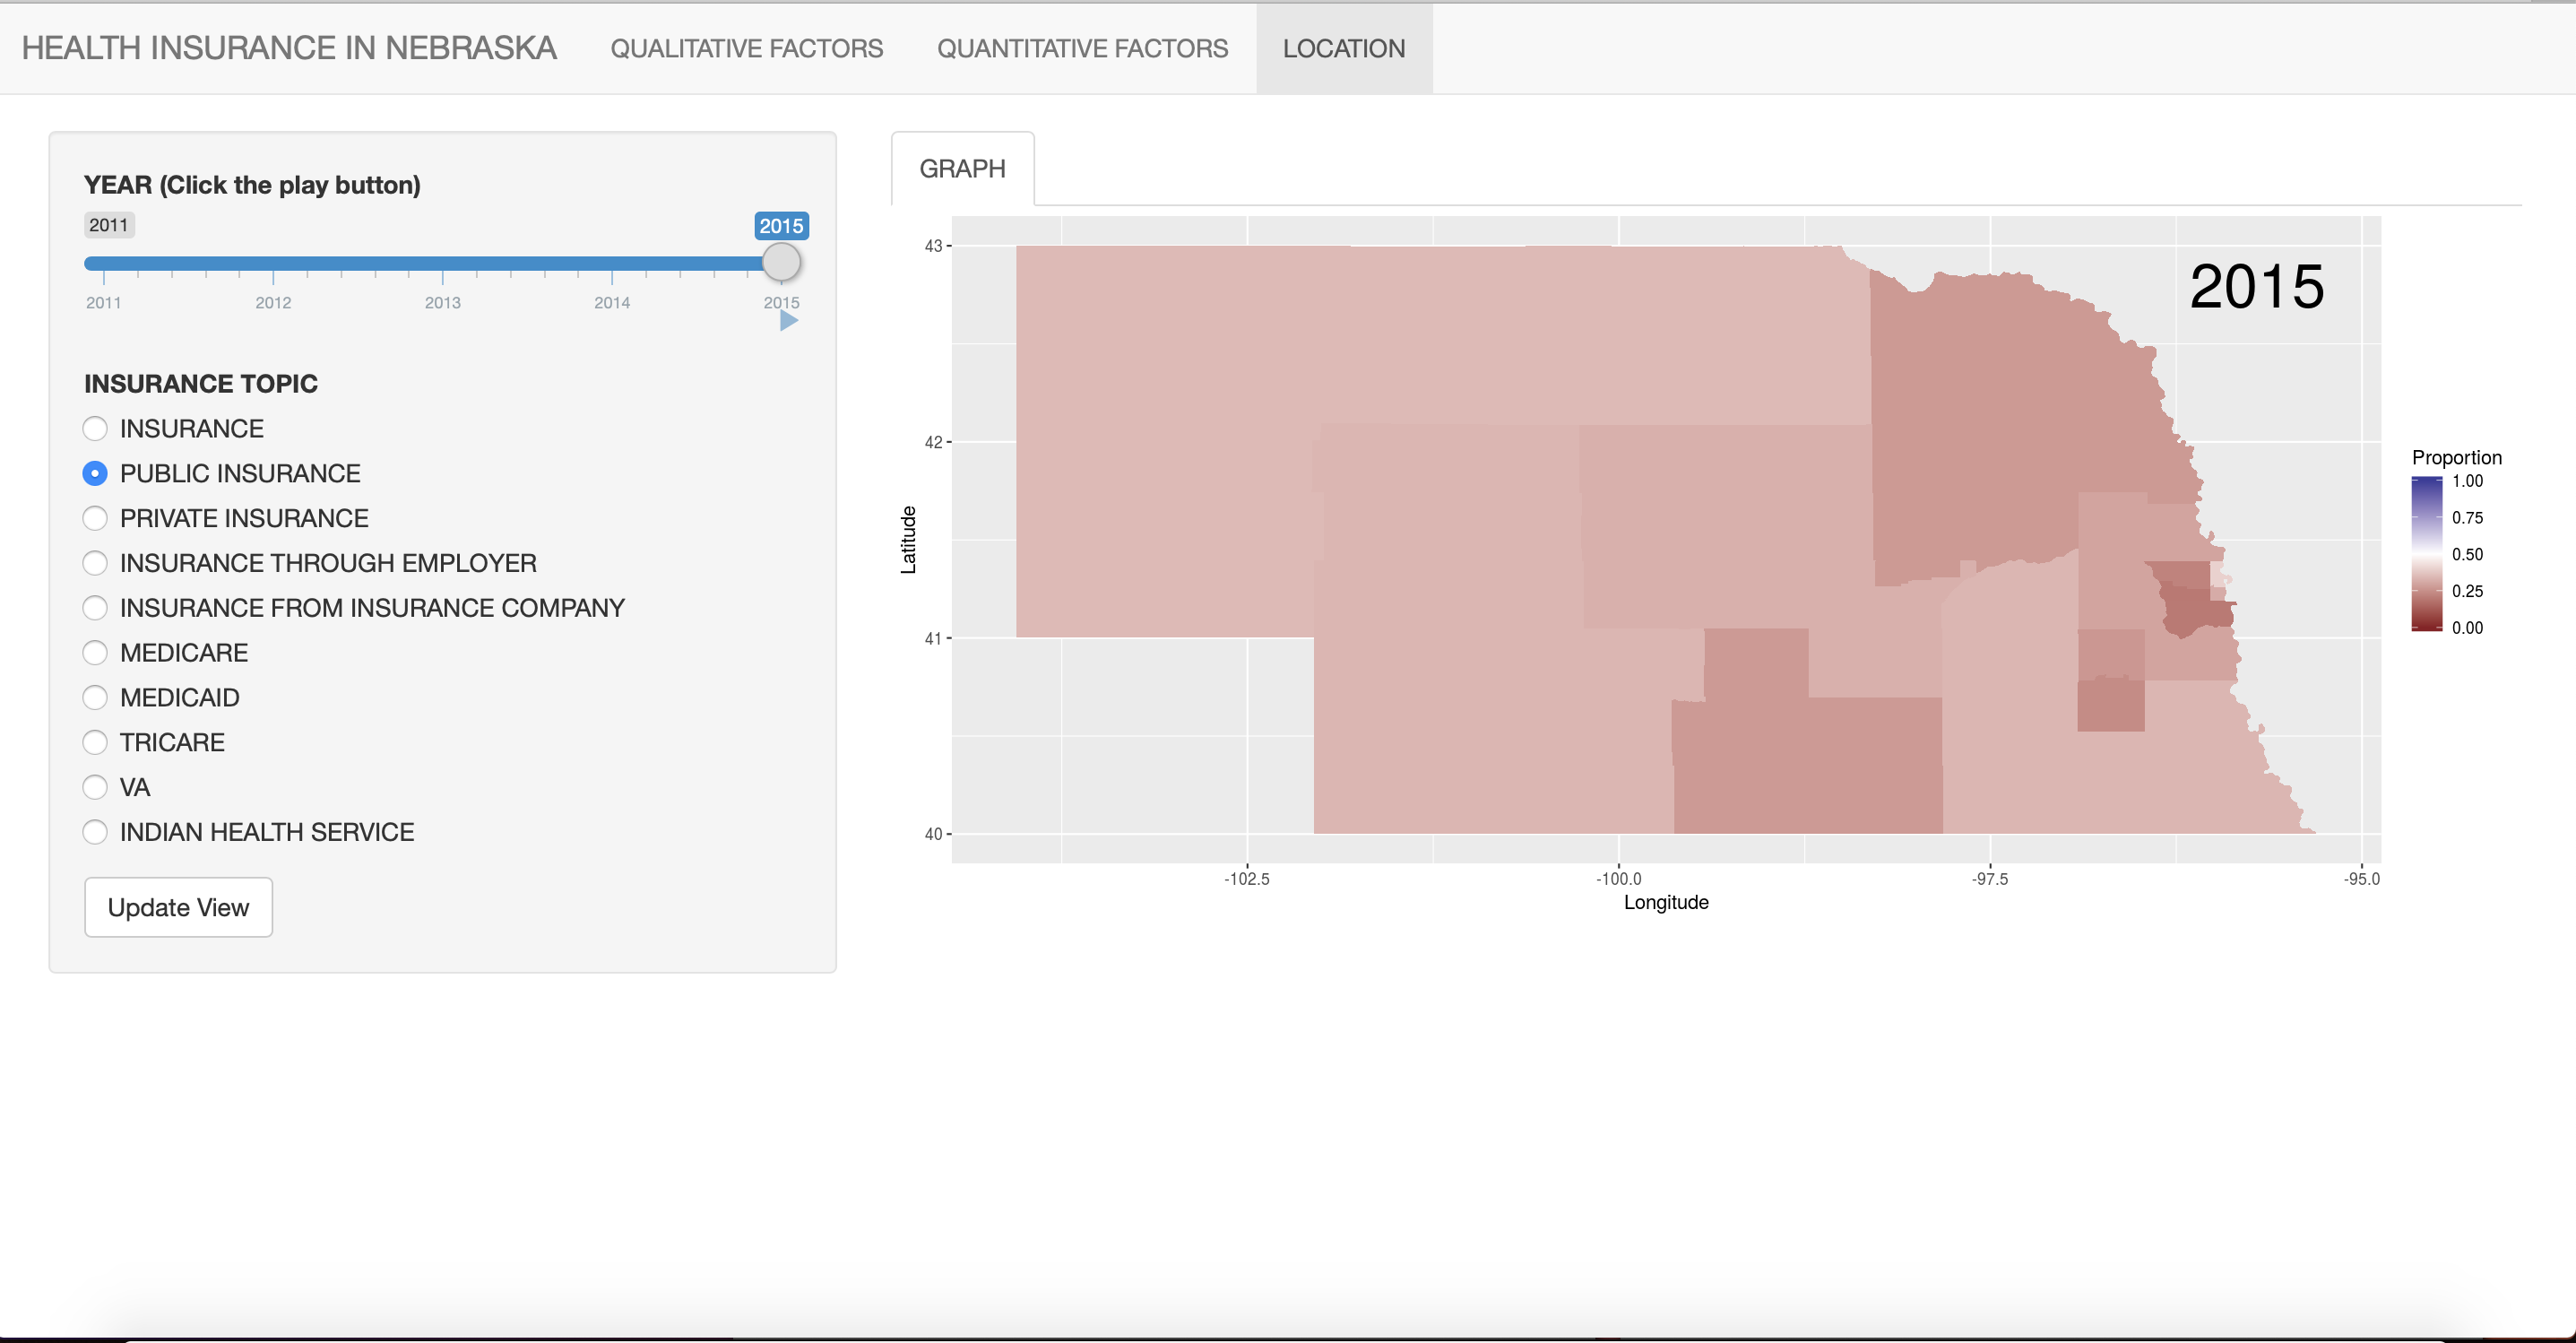 HEALTH INSURANCE IN NEBRASKA QUALITATIVE FACTORS QUANTITATIVE FACTORS LOCATION
YEAR (Click the play button)
2011 2015
2011 2012 2013 2014 2015
INSURANCE TOPIC
INSURANCE
PUBLIC INSURANCE
PRIVATE INSURANCE
INSURANCE THROUGH EMPLOYER
INSURANCE FROM INSURANCE COMPANY
MEDICARE
MEDICAID
TRICARE
VA
INDIAN HEALTH SERVICE
Update View
GRAPH
2015
43
42
41
40
Latitude
-102.5 -100.0 -97.5 -95.0
Longitude
Proportion
1.00
0.75
0.50
0.25
0.00